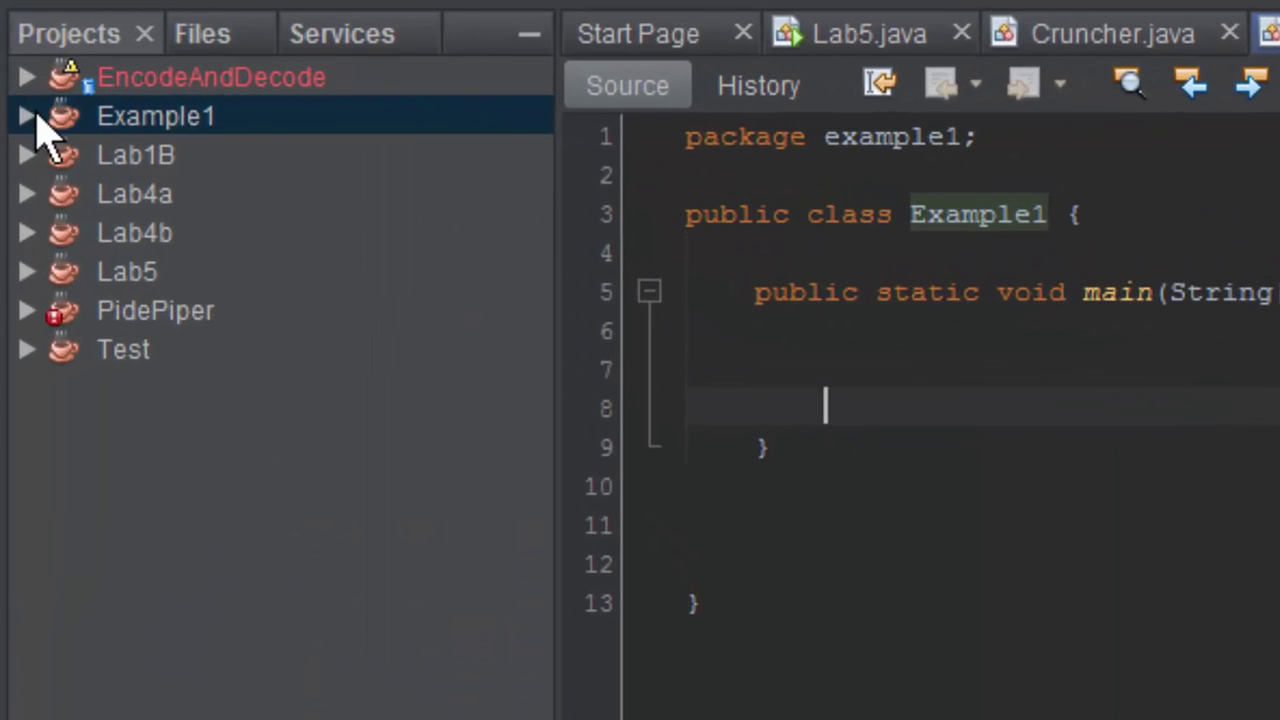 Projects Files Services
EncodeAndDecode
Example1
Lab1B
Lab4a
Lab4b
Lab5
PidePiper
Test
Start Page Lab5.java Cruncher.java
Source History
1 package example1;
2
3 public class Example1 {
4
5 public static void main(String
6
7
8
9 }
10
11
12
13 }